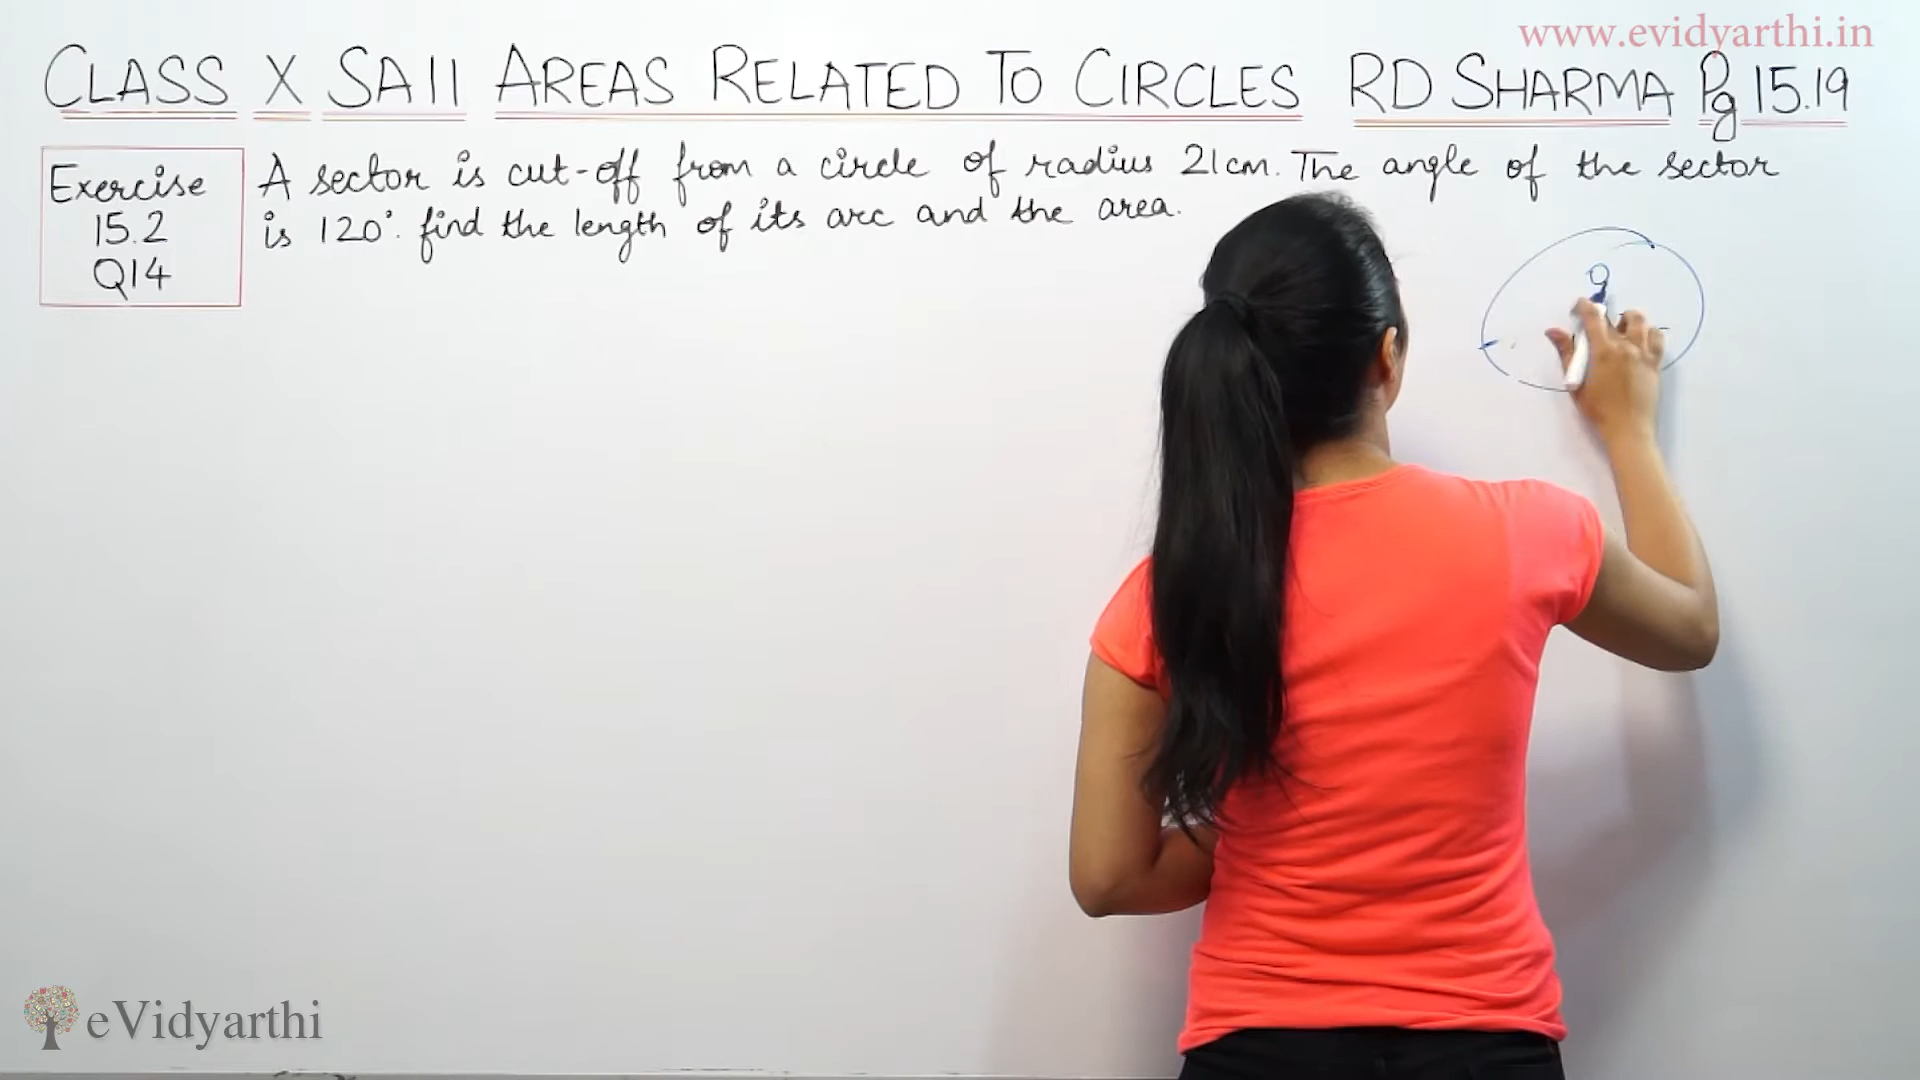 www.evidyarthi.in
CLASS X SA11 AREAS RELATED TO CIRCLES RD SHARMA Pg 15.19
Exercise
15.2
Q14
A sector is cut-off from a circle of radius 21cm. The angle of the sector
is 120°. find the length of its arc and the area.
eVidyarthi